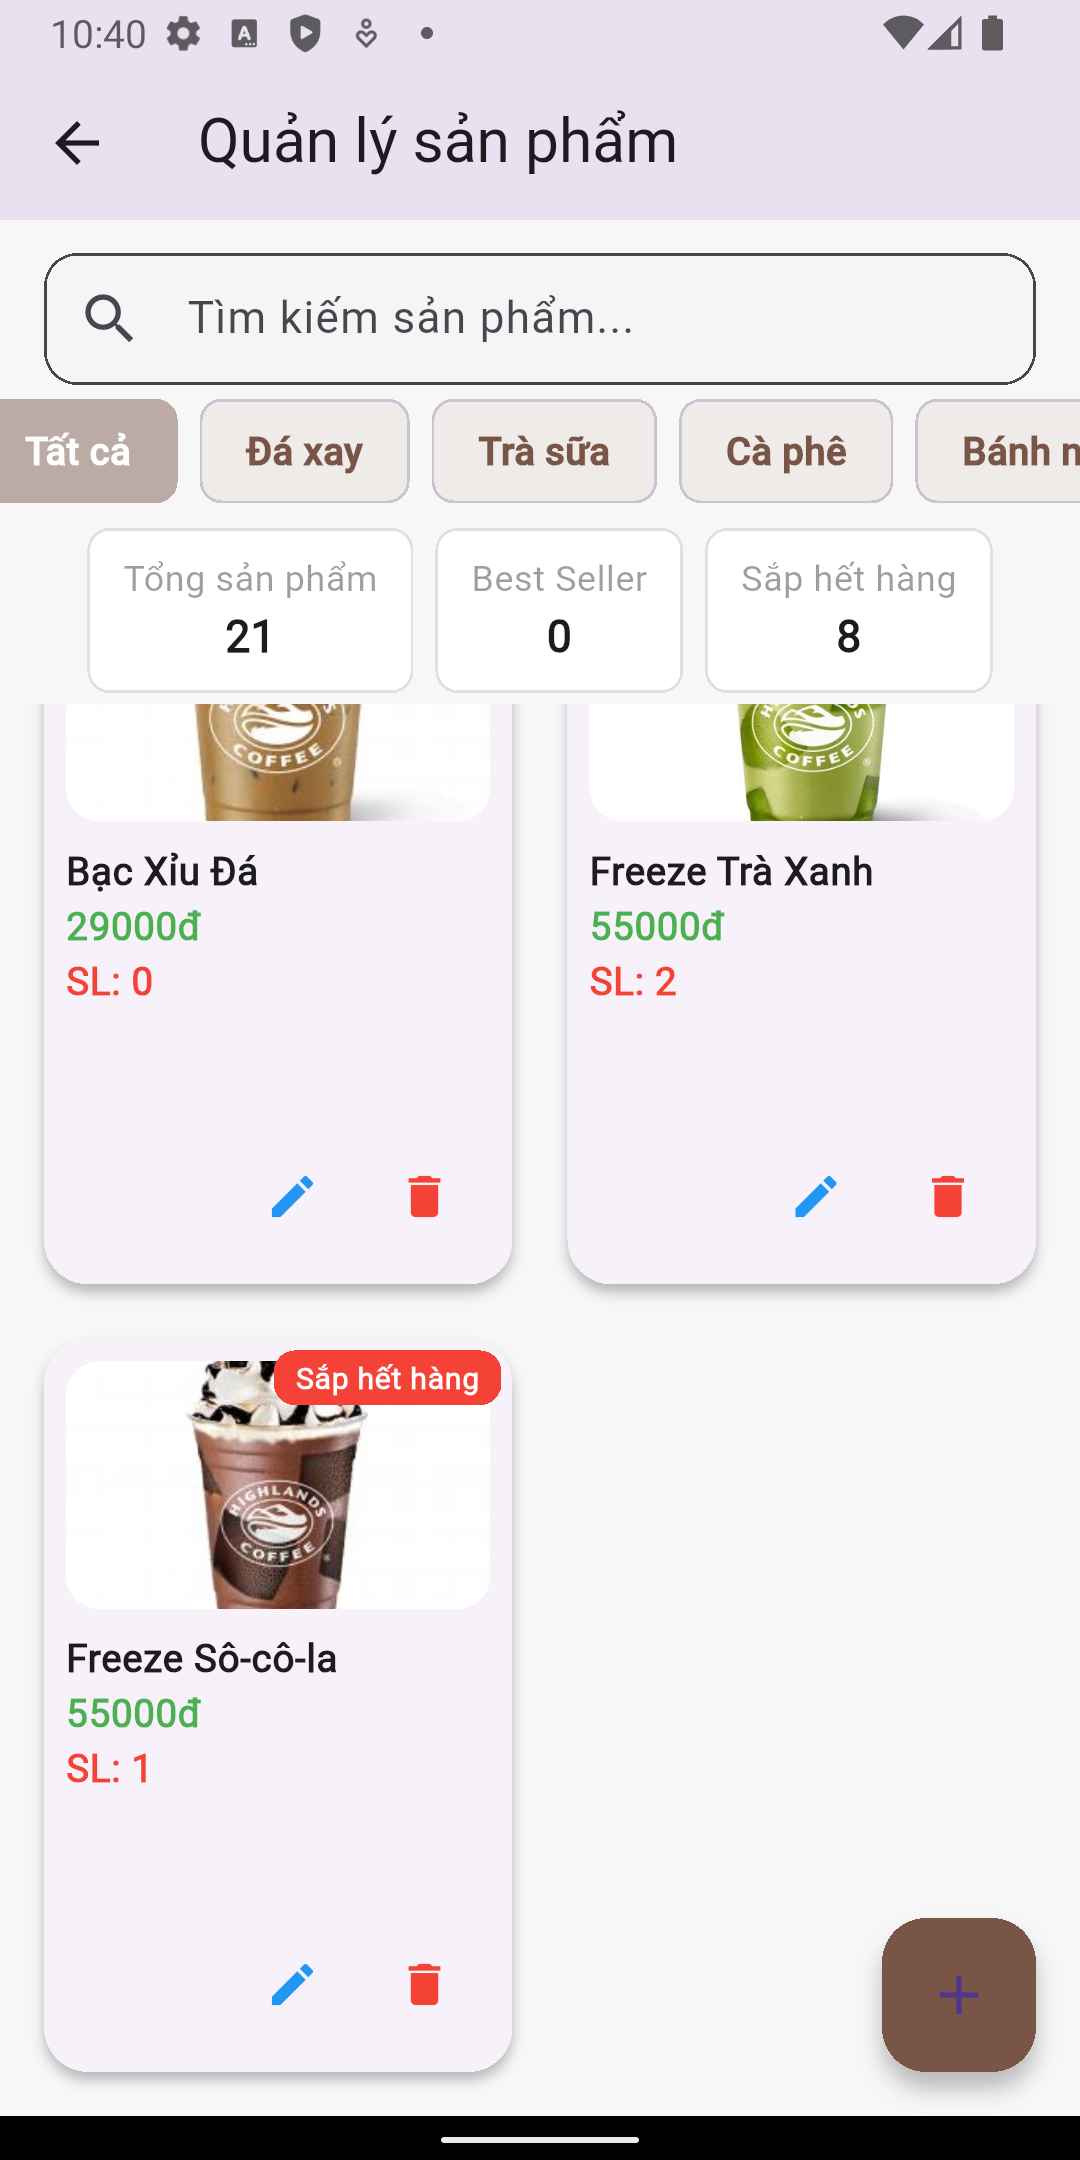 10:40
Quản lý sản phẩm
Tìm kiếm sản phẩm...
Tất cả
Đá xay
Trà sữa
Cà phê
Bánh
Tổng sản phẩm
21
Best Seller
0
Sắp hết hàng
8
COFFEE
COFFEE
Bạc Xỉu Đá
29000đ
SL: 0
Freeze Trà Xanh
55000đ
SL: 2
Sắp hết hàng
HIGHLANDS
COFFEE
Freeze Sô-cô-la
55000đ
SL: 1